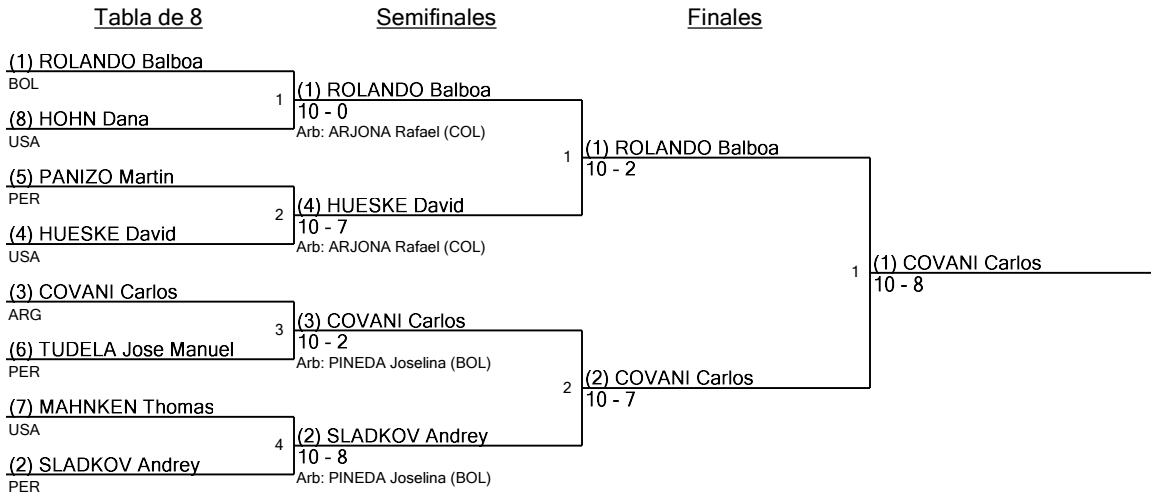 Tabla de 8
Semifinales
Finales
(1) ROLANDO Balboa
BOL
1
(8) HOHN Dana
USA
(5) PANIZO Martin
PER
2
(4) HUESKE David
USA
(3) COVANI Carlos
ARG
3
(6) TUDELA Jose Manuel
PER
(7) MAHNKEN Thomas
USA
4
(2) SLADKOV Andrey
PER
(1) ROLANDO Balboa
10 - 0
Arb: ARJONA Rafael (COL)
1
(4) HUESKE David
10 - 7
Arb: ARJONA Rafael (COL)
(3) COVANI Carlos
10 - 2
Arb: PINEDA Joselina (BOL)
2
(2) SLADKOV Andrey
10 - 8
Arb: PINEDA Joselina (BOL)
(1) ROLANDO Balboa
10 - 2
1
(2) COVANI Carlos
10 - 7
(1) COVANI Carlos
10 - 8